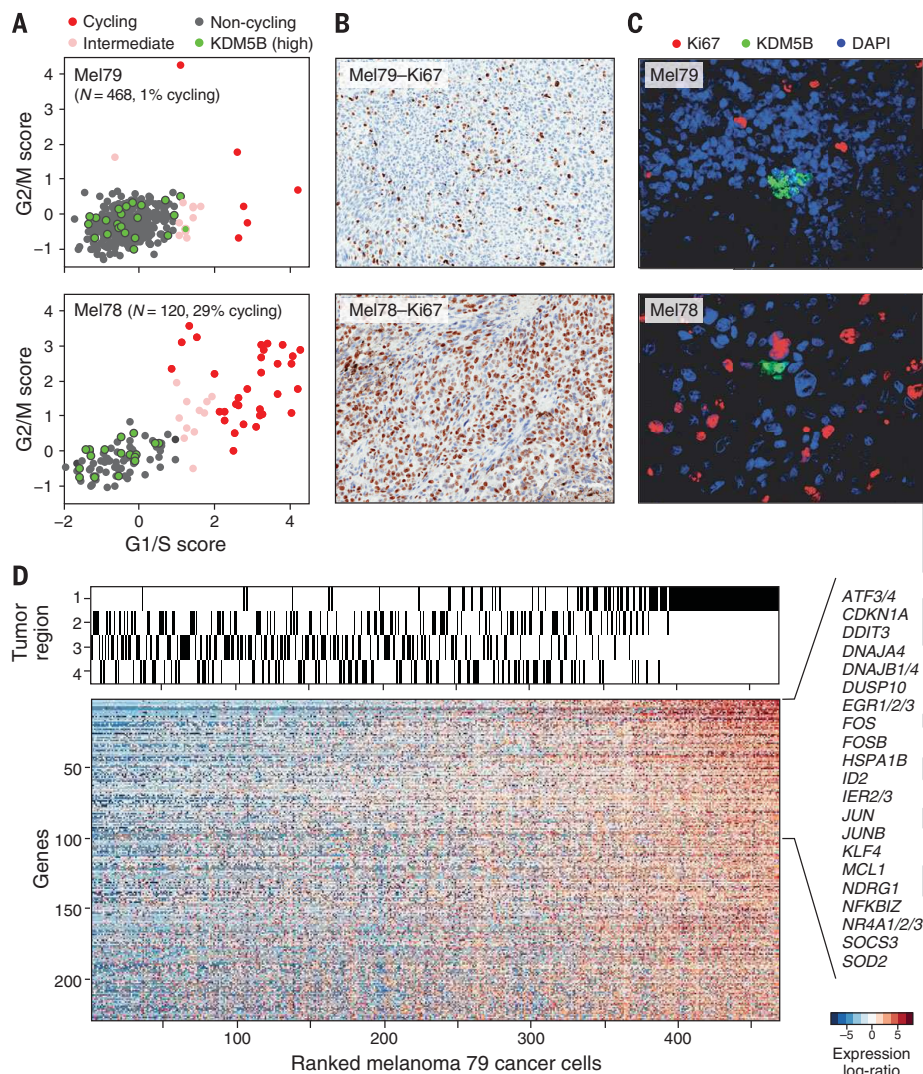 A
Cycling
Non-cycling
Intermediate
KDM5B (high)
Mel79
(N = 468, 1% cycling)
4
3
2
1
0
−1
G2/M score
Mel78 (N = 120, 29% cycling)
4
3
2
1
0
−1
G2/M score
−2
0
2
4
G1/S score
B
Mel79–Ki67
Mel78–Ki67
C
Ki67
KDM5B
DAPI
Mel79
Mel78
D
Tumor
region
1
2
3
4
Genes
50
100
150
200
100
200
300
400
Ranked melanoma 79 cancer cells
ATF3/4
CDKN1A
DDIT3
DNAJA4
DNAJB1/4
DUSP10
EGR1/2/3
FOS
FOSB
HSPA1B
ID2
IER2/3
JUN
JUNB
KLF4
MCL1
NDRG1
NFKBIZ
NR4A1/2/3
SOCS3
SOD2
−5
0
5
Expression
log-ratio